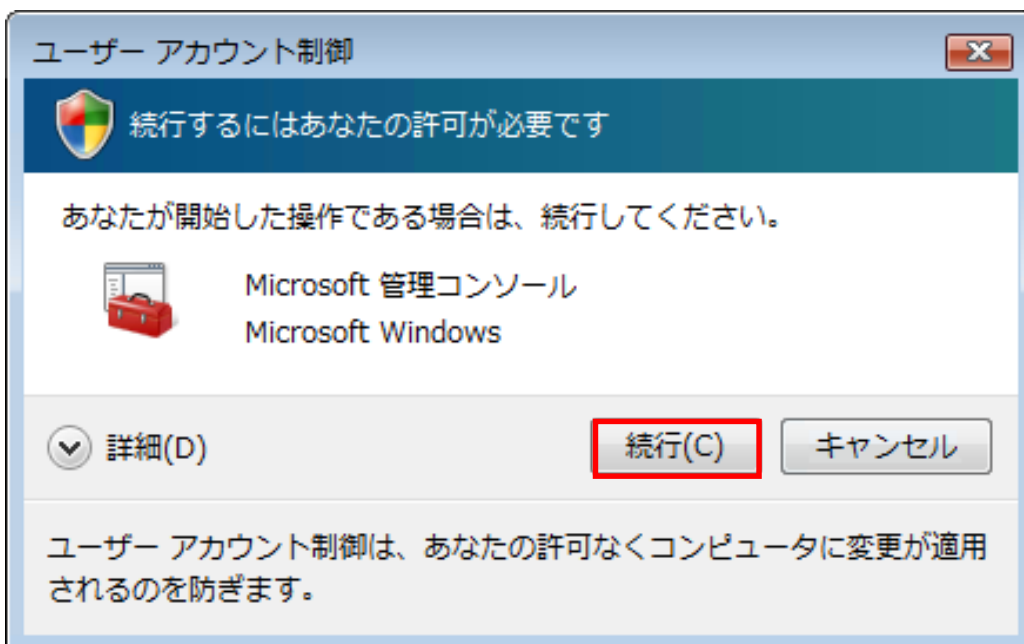 ユーザー アカウント制御
続行するにはあなたの許可が必要です
あなたが開始した操作である場合は、続行してください。
Microsoft 管理コンソール
Microsoft Windows
詳細(D)
続行(C)
キャンセル
ユーザー アカウント制御は、あなたの許可なくコンピュータに変更が適用
されるのを防ぎます。